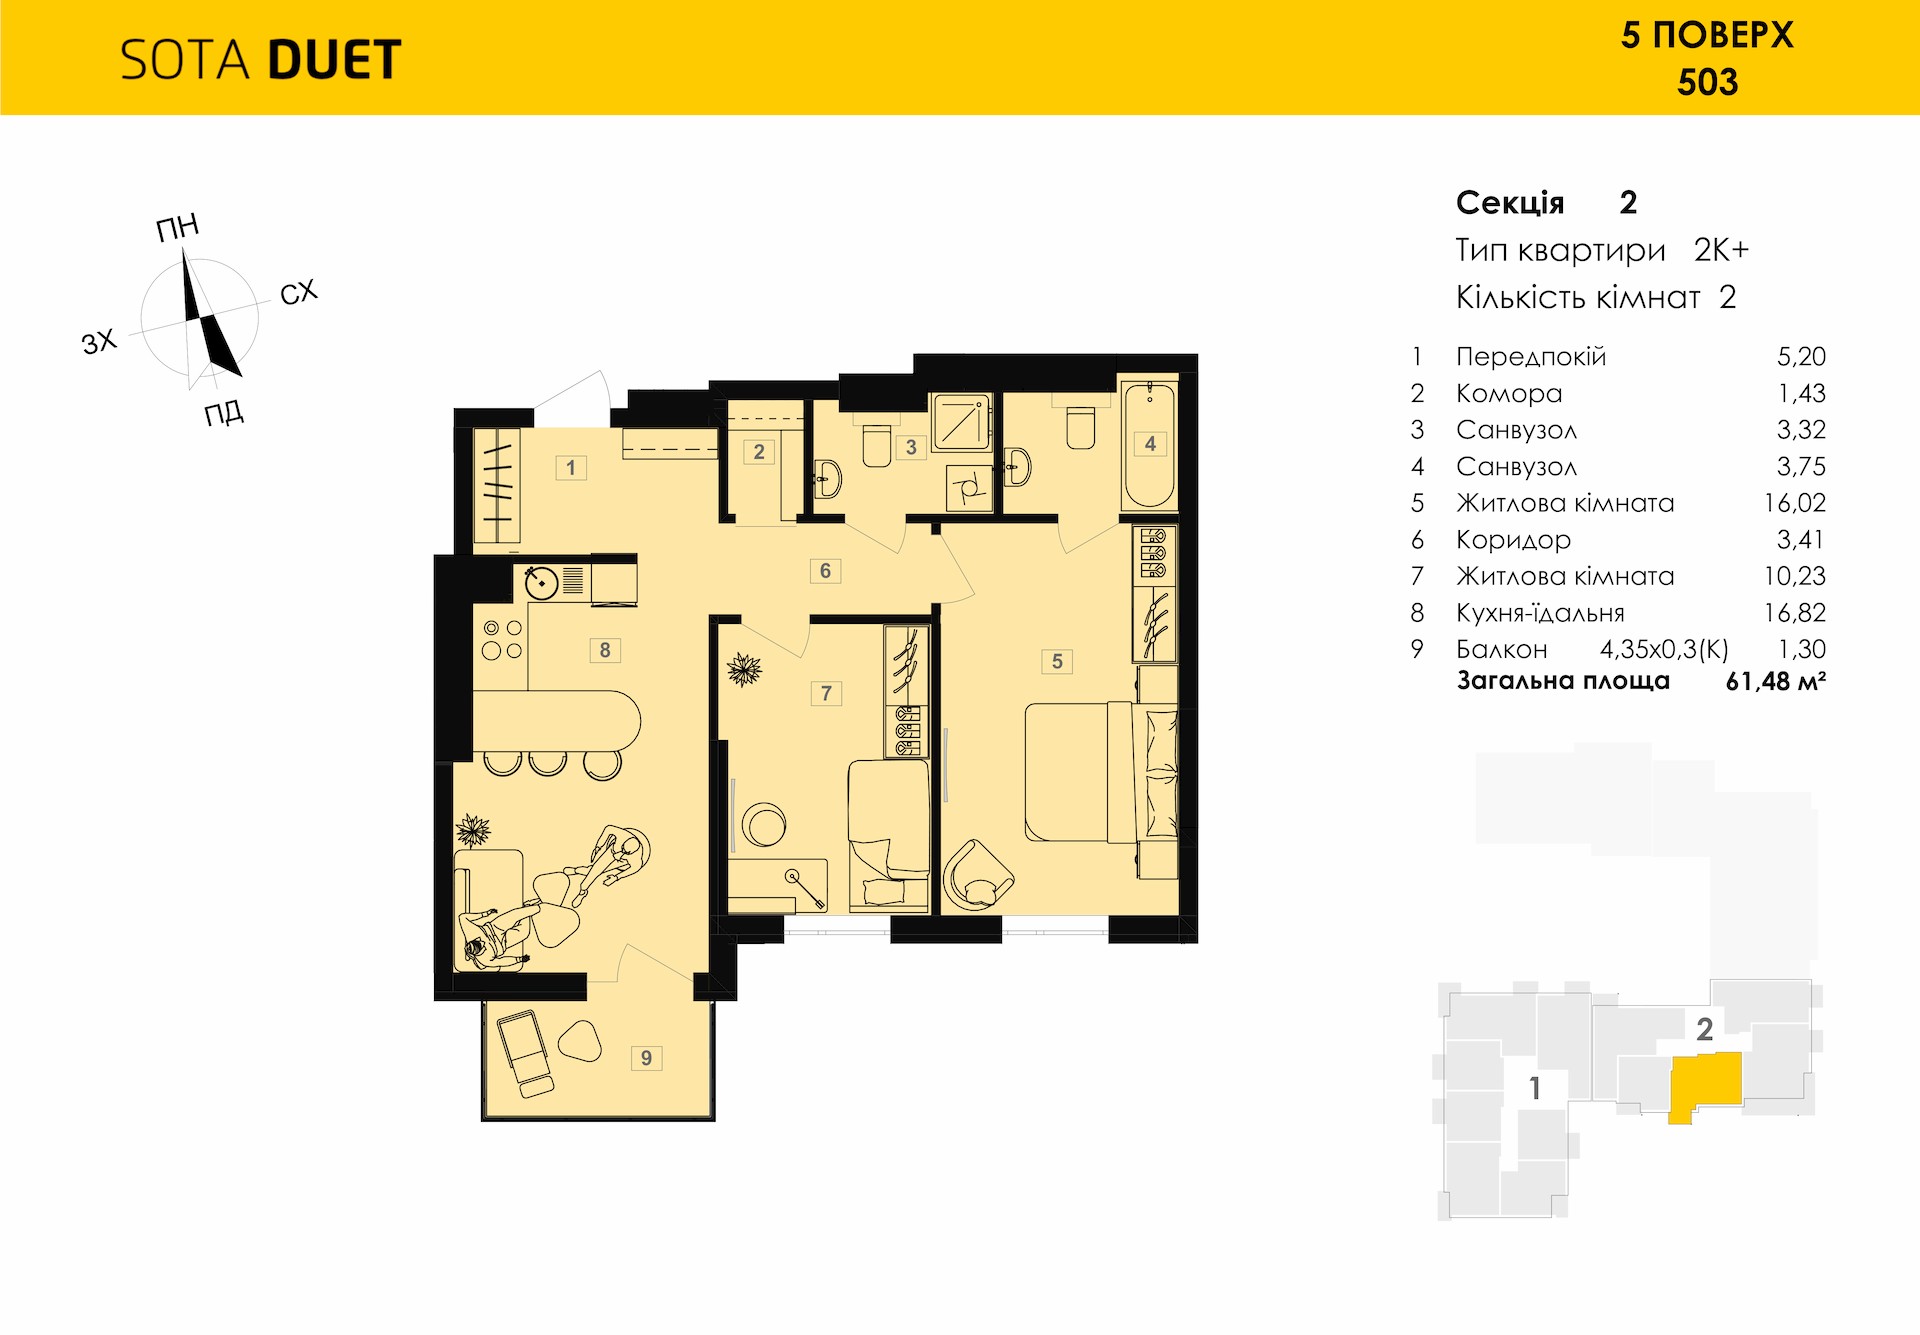 SOTA DUET
5 ПОВЕРХ
503
ПН
СХ
ЗХ
ПД
Секція 2
Тип квартири 2К+
Кількість кімнат 2
1 Передпокій 5,20
2 Комора 1,43
3 Санвузол 3,32
4 Санвузол 3,75
5 Житлова кімната 16,02
6 Коридор 3,41
7 Житлова кімната 10,23
8 Кухня-їдальня 16,82
9 Балкон 4,35х0,3(К) 1,30
Загальна площа 61,48 м²
1
2
3
4
6
8
5
7
9
2
1